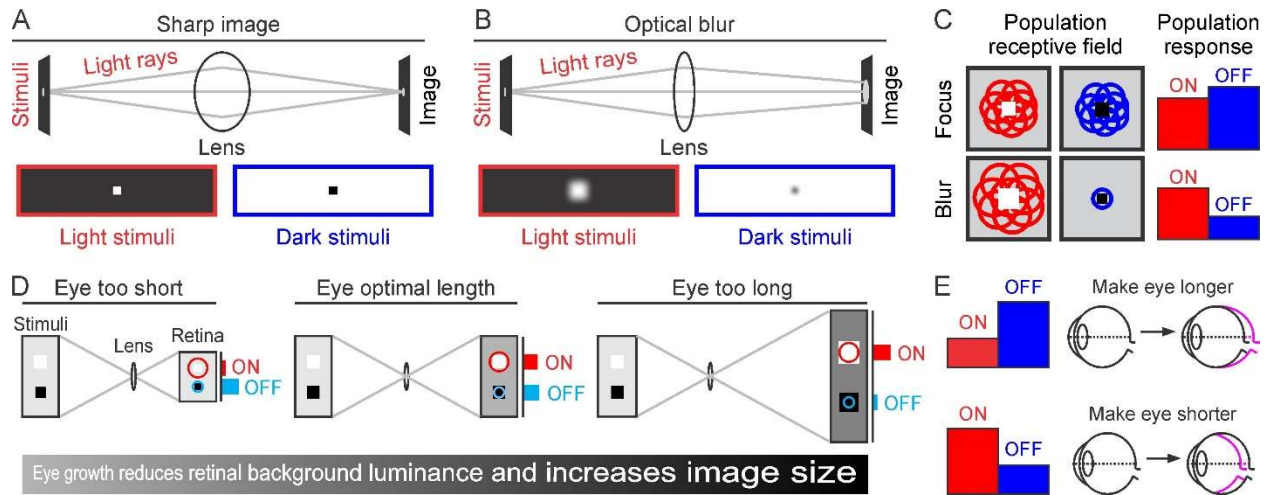 A
Sharp image
Stimuli
Light rays
Image
Lens
Light stimuli
Dark stimuli
B
Optical blur
Stimuli
Light rays
Image
Lens
Light stimuli
Dark stimuli
C
Population
receptive field
Population
response
Focus
ON
OFF
Blur
ON
OFF
D
Eye too short
Stimuli
Lens
Retina
ON
OFF
Eye optimal length
ON
OFF
Eye too long
ON
OFF
Eye growth reduces retinal background luminance and increases image size
E
OFF
ON
Make eye longer
ON
OFF
Make eye shorter